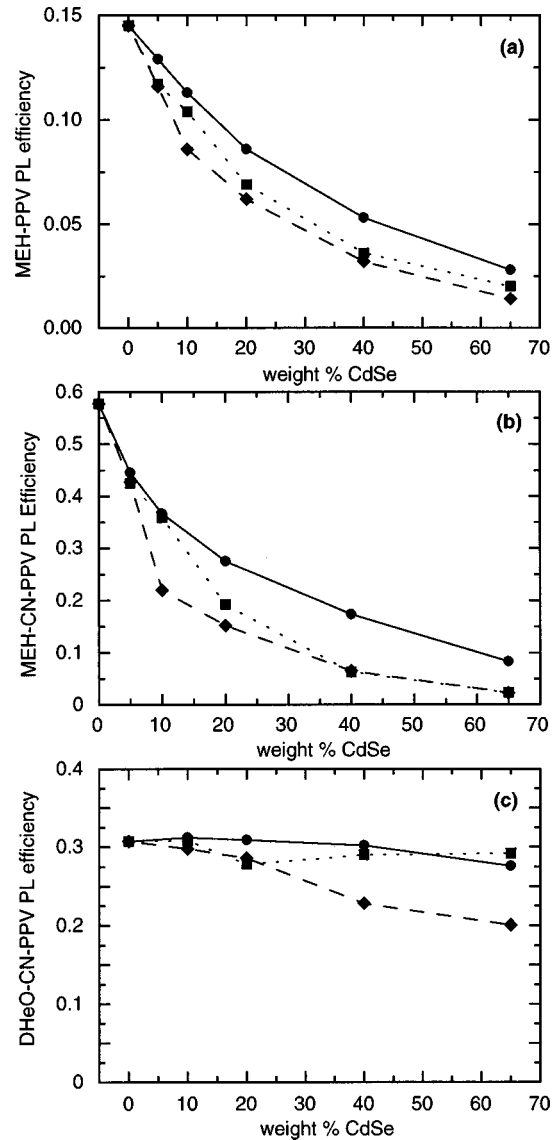 (a)
MEH-PPV PL efficiency
0.15
0.10
0.05
0.00
0 10 20 30 40 50 60 70
weight % CdSe
(b)
MEH-CN-PPV PL Efficiency
0.6
0.5
0.4
0.3
0.2
0.1
0
0 10 20 30 40 50 60 70
weight % CdSe
(c)
DHeO-CN-PPV PL efficiency
0.4
0.3
0.2
0.1
0
0 10 20 30 40 50 60 70
weight % CdSe